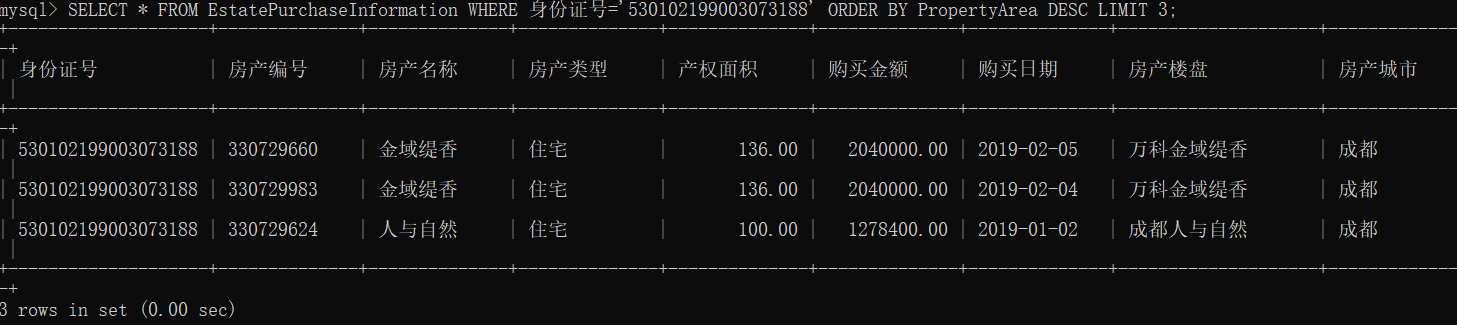 mysql> SELECT * FROM EstatePurchaseInformation WHERE 身份证号='530102199003073188' ORDER BY PropertyArea DESC LIMIT 3;
身份证号 | 房产编号 | 房产名称 | 房产类型 | 产权面积 | 购买金额 | 购买日期 | 房产楼盘 | 房产城市
530102199003073188 | 330729660 | 金域缇香 | 住宅 | 136.00 | 2040000.00 | 2019-02-05 | 万科金域缇香 | 成都
530102199003073188 | 330729983 | 金域缇香 | 住宅 | 136.00 | 2040000.00 | 2019-02-04 | 万科金域缇香 | 成都
530102199003073188 | 330729624 | 人与自然 | 住宅 | 100.00 | 1278400.00 | 2019-01-02 | 成都人与自然 | 成都
3 rows in set (0.00 sec)